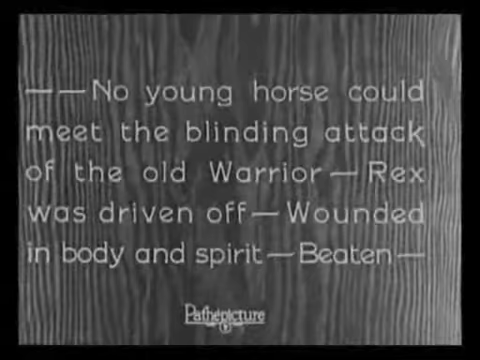 — —No young horse could
meet the blinding attack
of the old Warrior — Rex
was driven off — Wounded
in body and spirit — Beaten —
Pathépicture